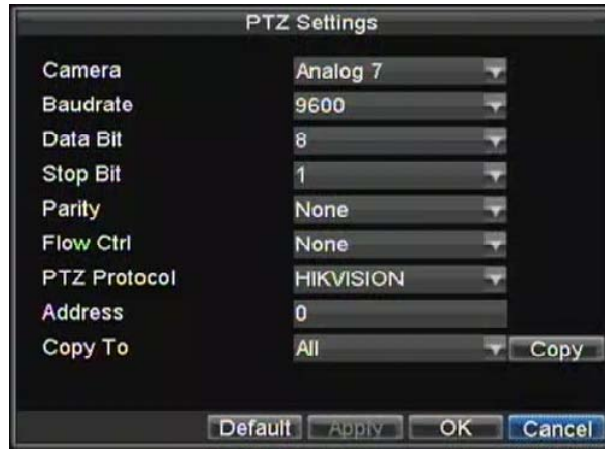 PTZ Settings
Camera Analog 7
Baudrate 9600
Data Bit 8
Stop Bit 1
Parity None
Flow Ctrl None
PTZ Protocol HIKVISION
Address 0
Copy To All Copy
Default Apply OK Cancel